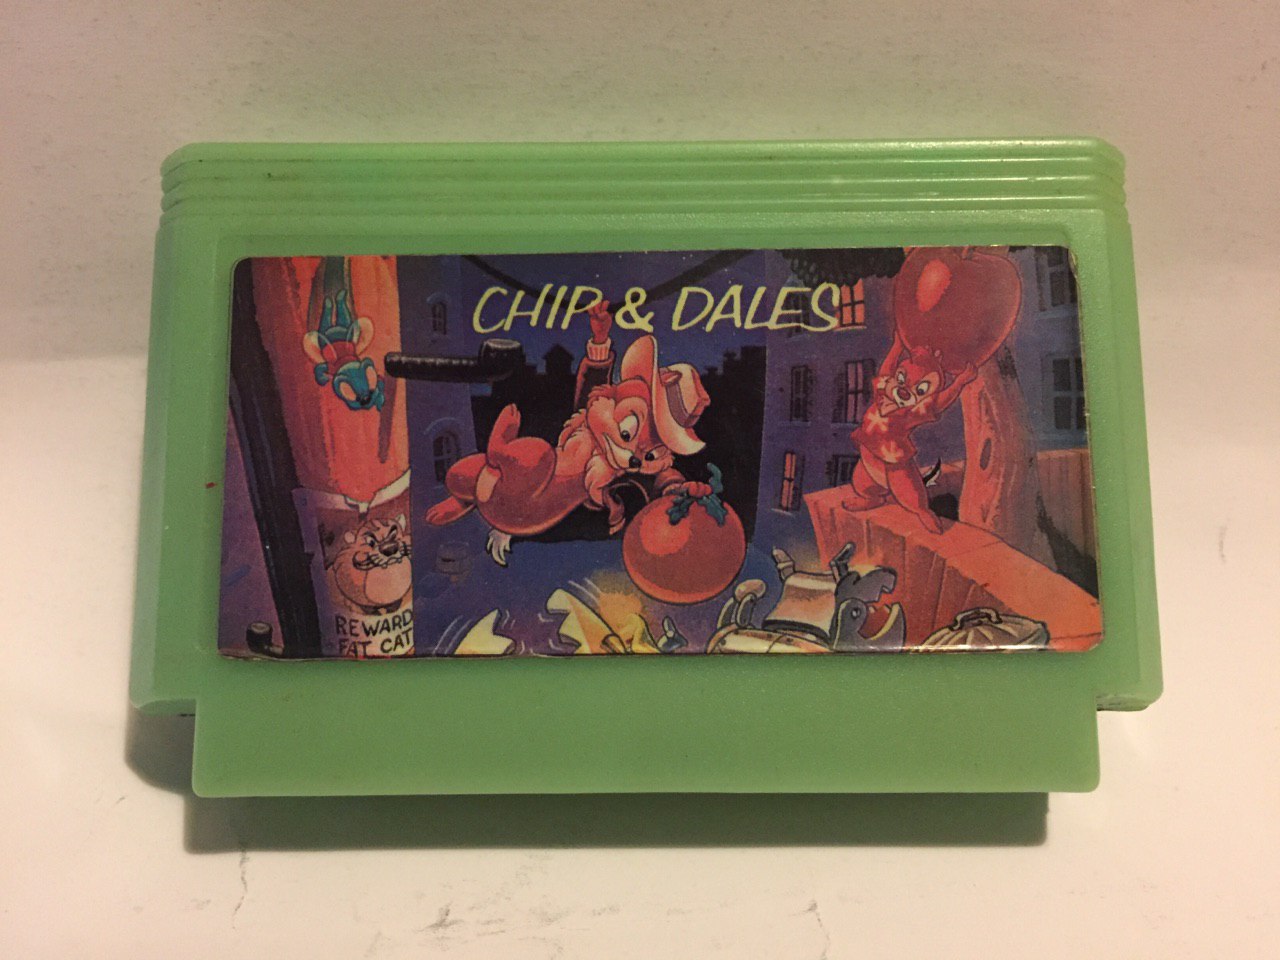 CHIP & DALES
REWARD
FAT CAT